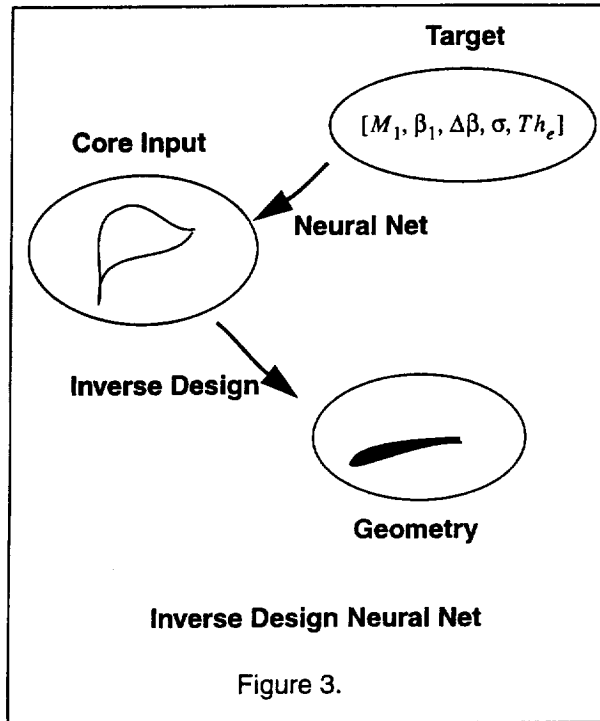 Target
[M₁, β₁, Δβ, σ, Thₑ]
Core Input
Neural Net
Inverse Design
Geometry
Inverse Design Neural Net
Figure 3.